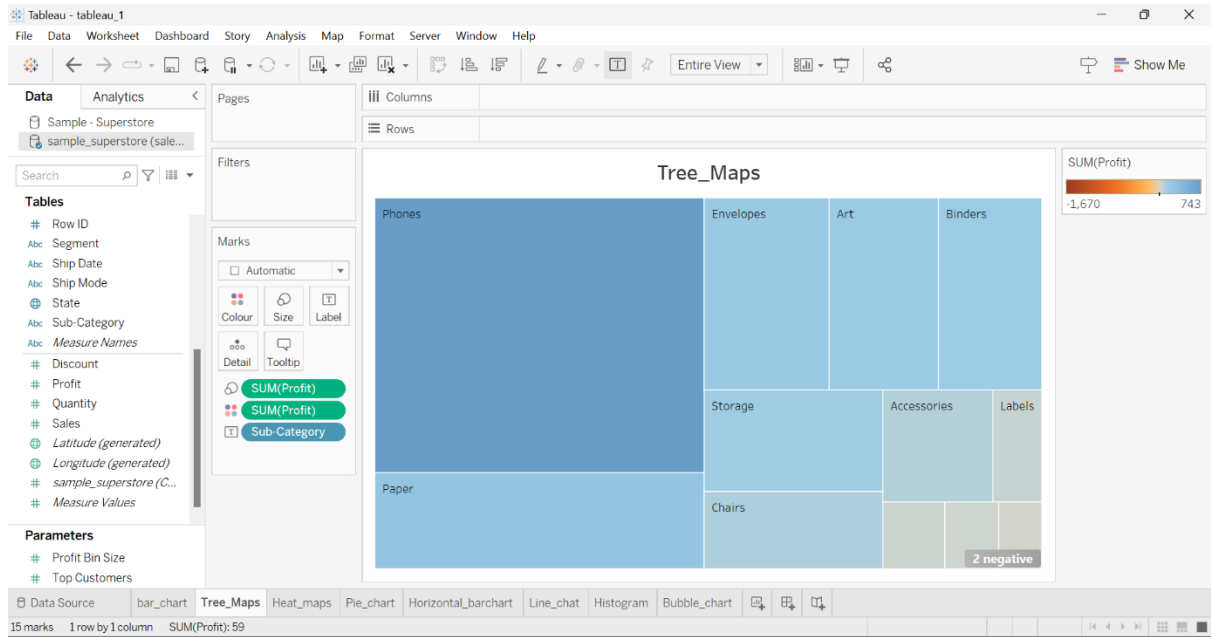 Tableau - tableau_1
File Data Worksheet Dashboard Story Analysis Map Format Server Window Help
Entire View
Show Me
Data Analytics
Sample - Superstore
sample_superstore (sale...
Search
Tables
# Row ID
Abc Segment
Abc Ship Date
Abc Ship Mode
State
Abc Sub-Category
Abc Measure Names
# Discount
# Profit
# Quantity
# Sales
Latitude (generated)
Longitude (generated)
# sample_superstore (C...
# Measure Values
Parameters
# Profit Bin Size
# Top Customers
Pages
Filters
Marks
Automatic
Colour Size Label
Detail Tooltip
SUM(Profit)
SUM(Profit)
Sub-Category
Columns
Rows
Tree_Maps
Phones
Envelopes
Art
Binders
Storage
Accessories
Labels
Paper
Chairs
2 negative
SUM(Profit)
-1,670 743
Data Source bar_chart Tree_Maps Heat_maps Pie_chart Horizontal_barchart Line_chat Histogram Bubble_chart
15 marks 1 row by 1 column SUM(Profit): 59